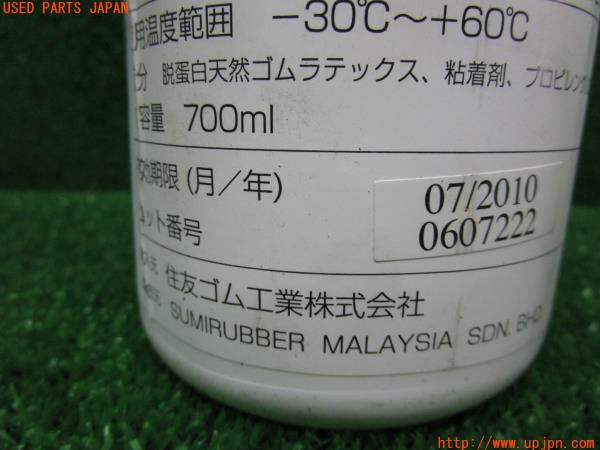 USED PARTS JAPAN
用温度範囲 －30℃～＋60℃
分 脱蛋白天然ゴムラテックス、粘着剤、プロピレン
容量 700ml
効期限(月／年) 07/2010
ット番号 0607222
元 住友ゴム工業株式会社
元 SUMIRUBBER MALAYSIA SDN. BHD.
http://www.upjpn.com/